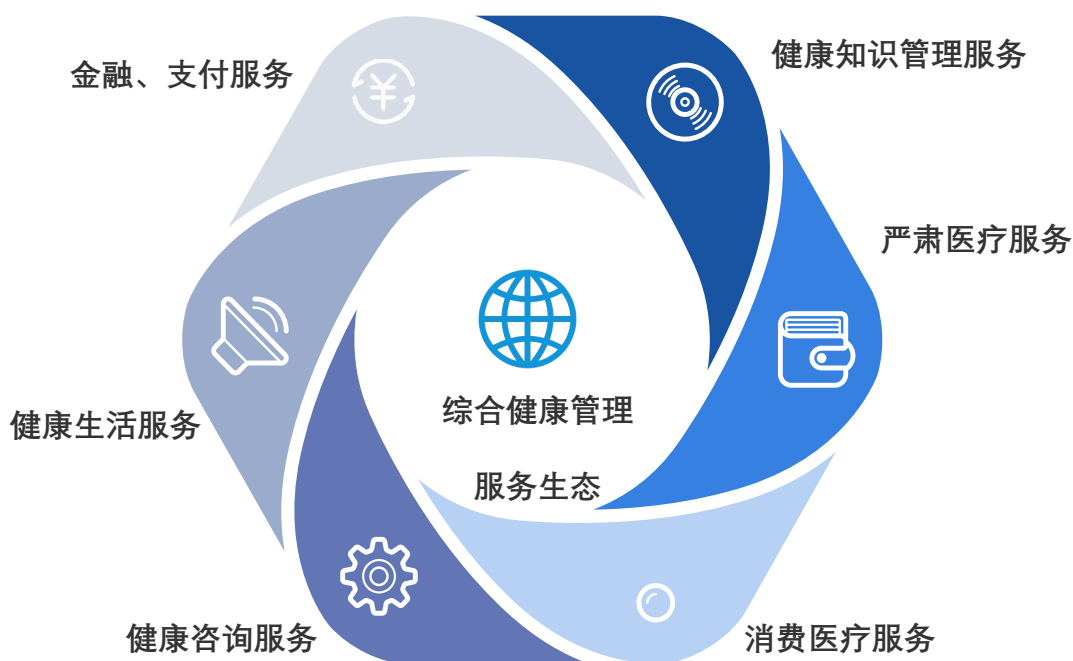 健康知识管理服务
金融、支付服务
严肃医疗服务
综合健康管理
健康生活服务
服务生态
健康咨询服务
消费医疗服务